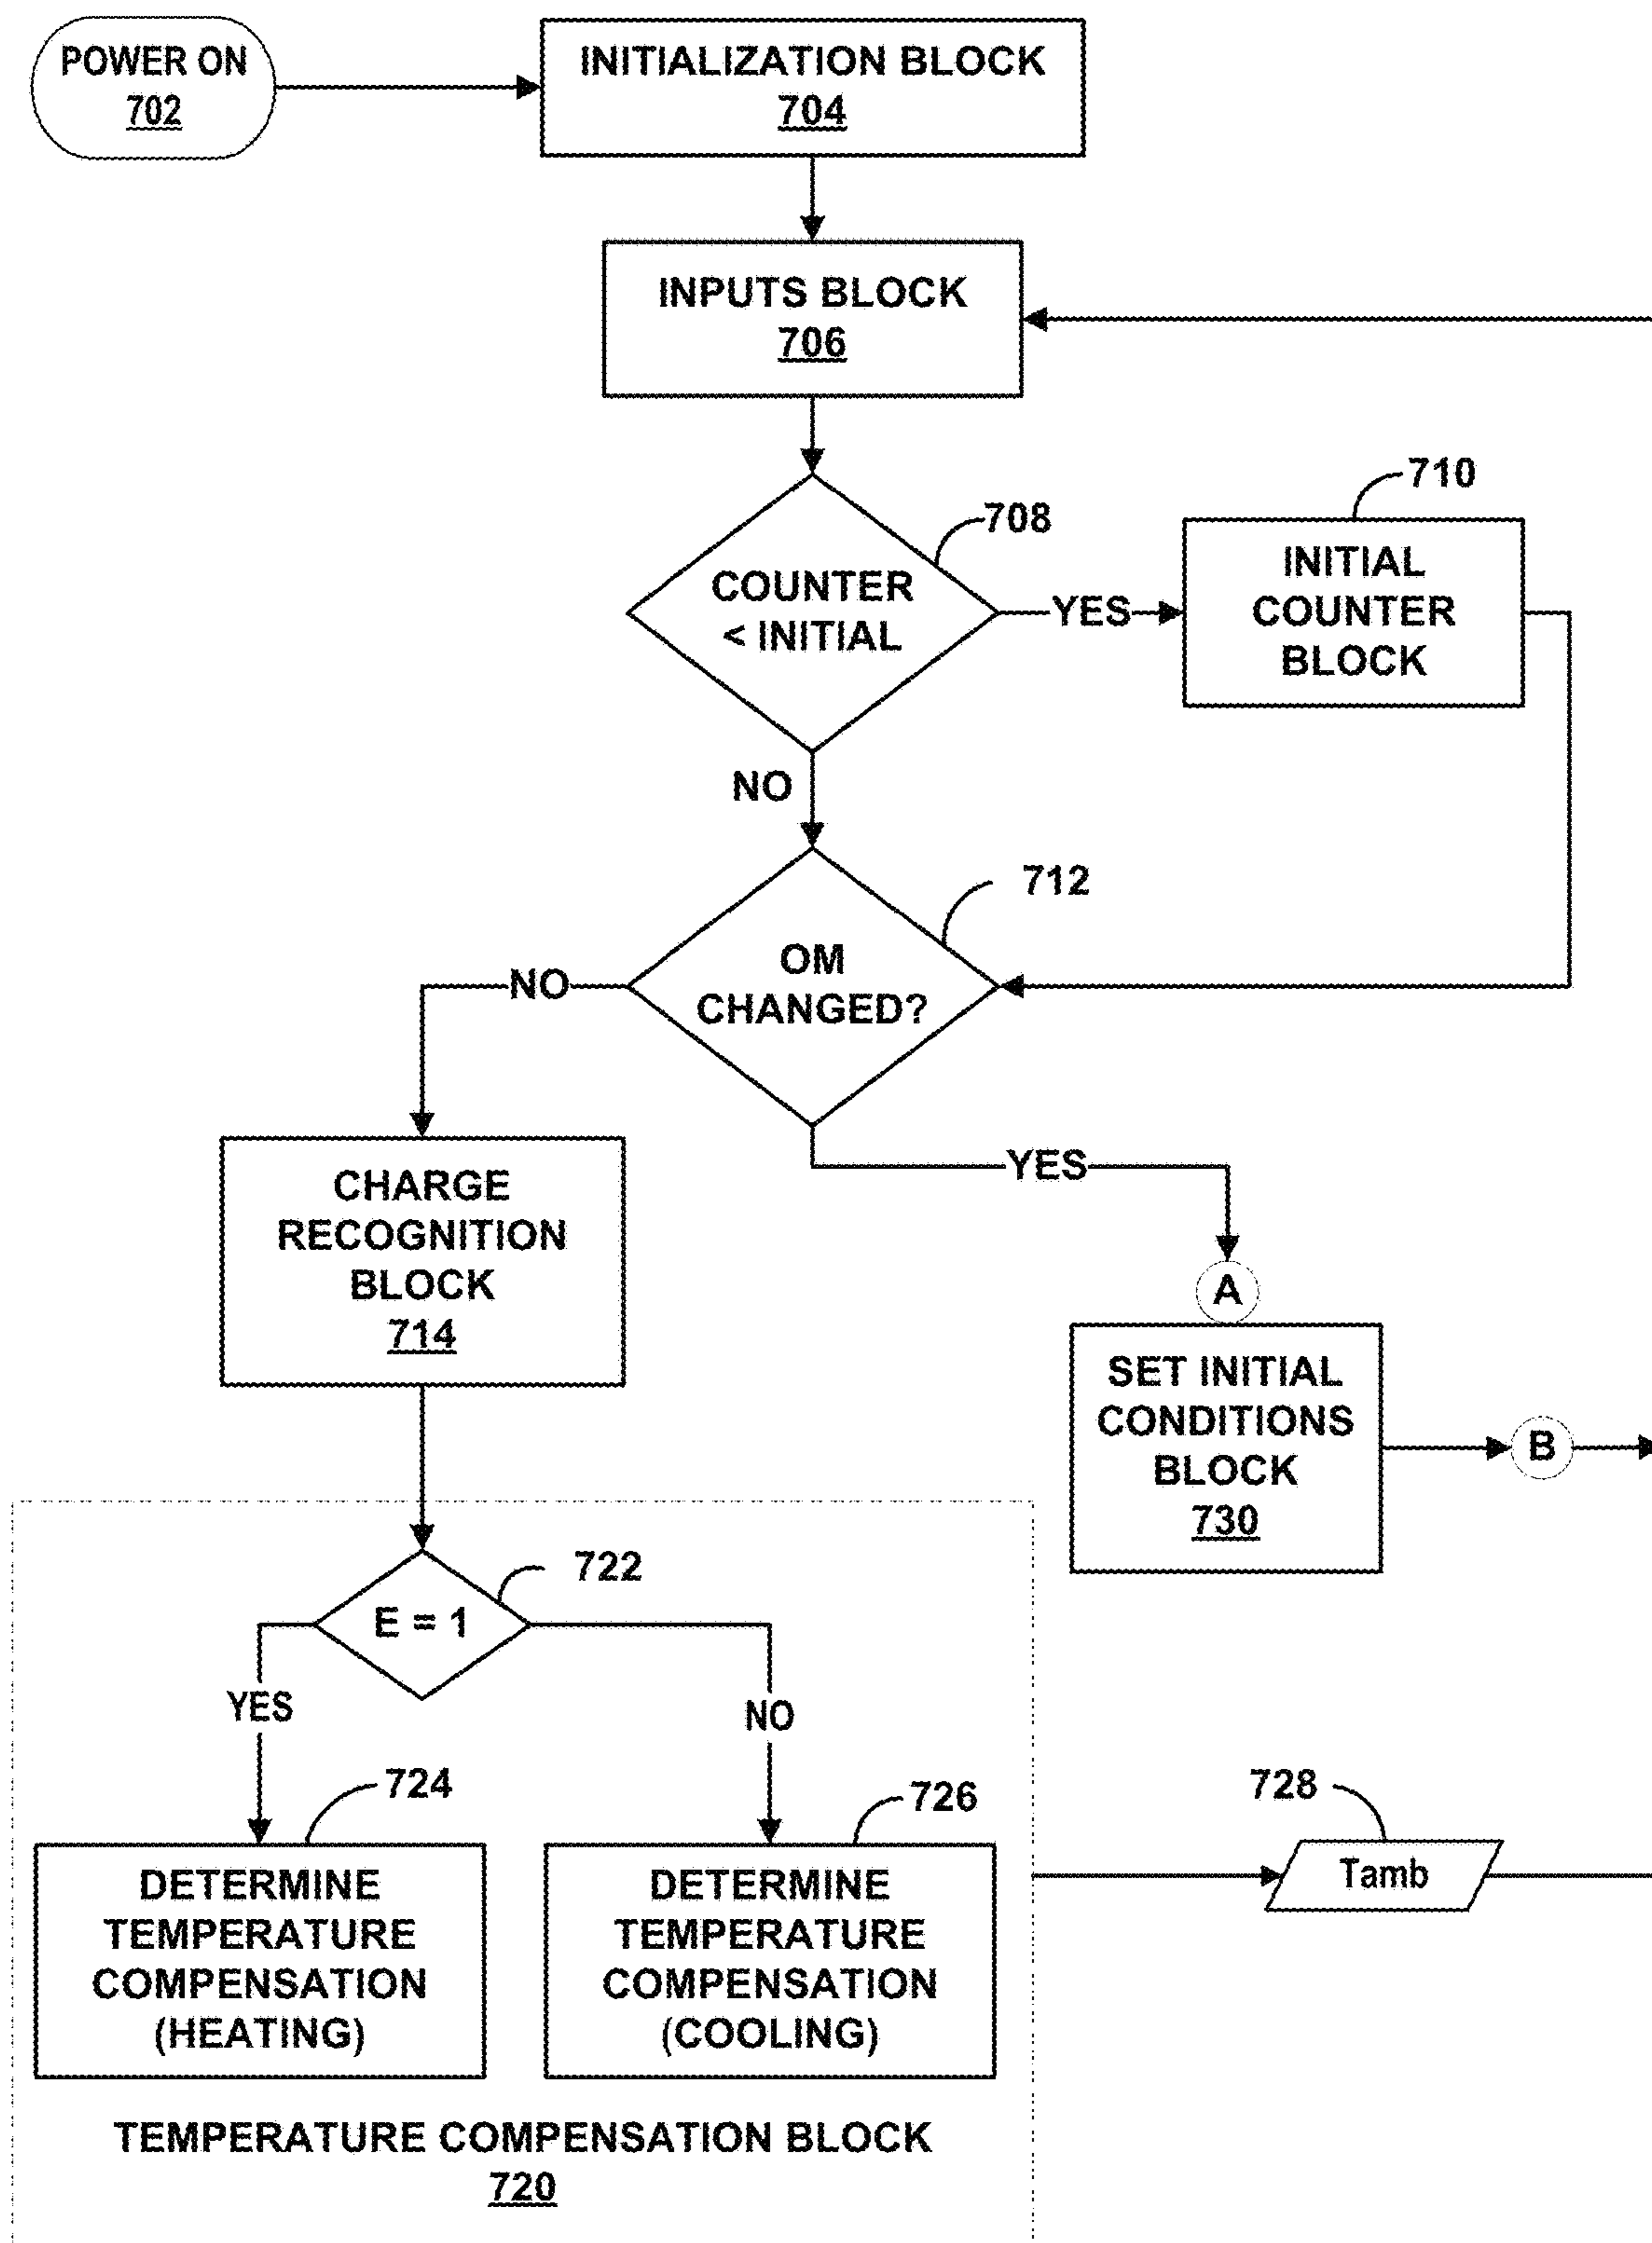 POWER ON
702
INITIALIZATION BLOCK
704
INPUTS BLOCK
706
710
708
COUNTER
< INITIAL
YES
INITIAL
COUNTER
BLOCK
NO
712
OM
CHANGED?
NO
YES
CHARGE
RECOGNITION
BLOCK
714
A
SET INITIAL
CONDITIONS
BLOCK
730
B
722
E = 1
YES
NO
724
726
728
DETERMINE
TEMPERATURE
COMPENSATION
(HEATING)
DETERMINE
TEMPERATURE
COMPENSATION
(COOLING)
Tamb
TEMPERATURE COMPENSATION BLOCK
720